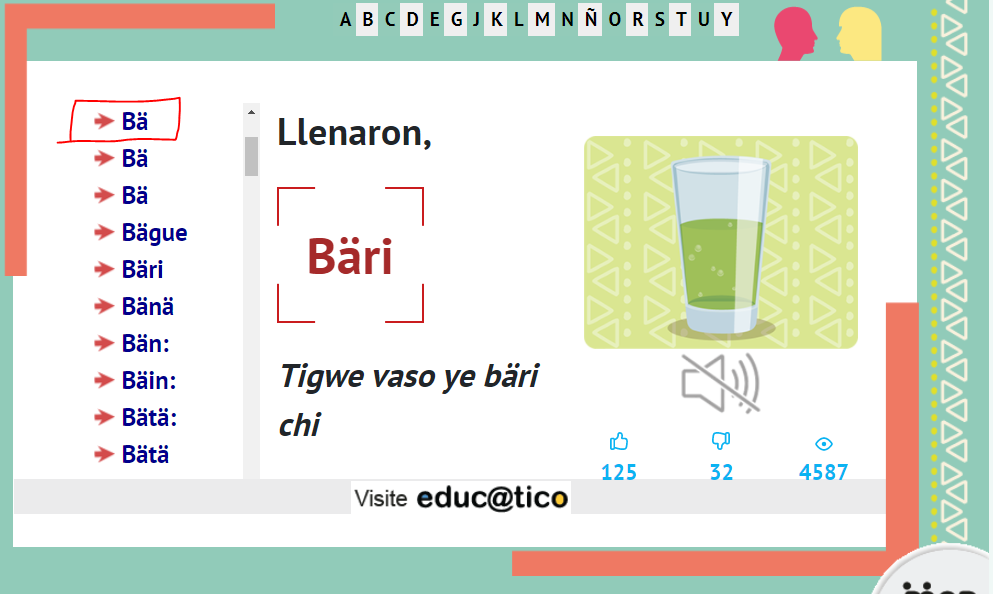 A B C D E G J K L M N Ñ O R S T U Y
Bä
Bä
Bä
Bägue
Bäri
Bänä
Bän:
Bäin:
Bätä:
Bätä
Llenaron,
Bäri
Tigwe vaso ye bäri
chi
125 32 4587
Visite educ@tico